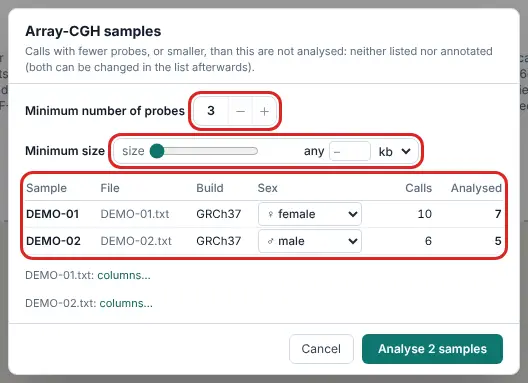 Array-CGH samples
Calls with fewer probes, or smaller, than this are not analysed: neither listed nor annotated
(both can be changed in the list afterwards).
Minimum number of probes 3 − +
Minimum size size any – kb
Sample File Build Sex Calls Analysed
DEMO-01 DEMO-01.txt GRCh37 ♀ female 10 7
DEMO-02 DEMO-02.txt GRCh37 ♂ male 6 5
DEMO-01.txt: columns...
DEMO-02.txt: columns...
Cancel Analyse 2 samples